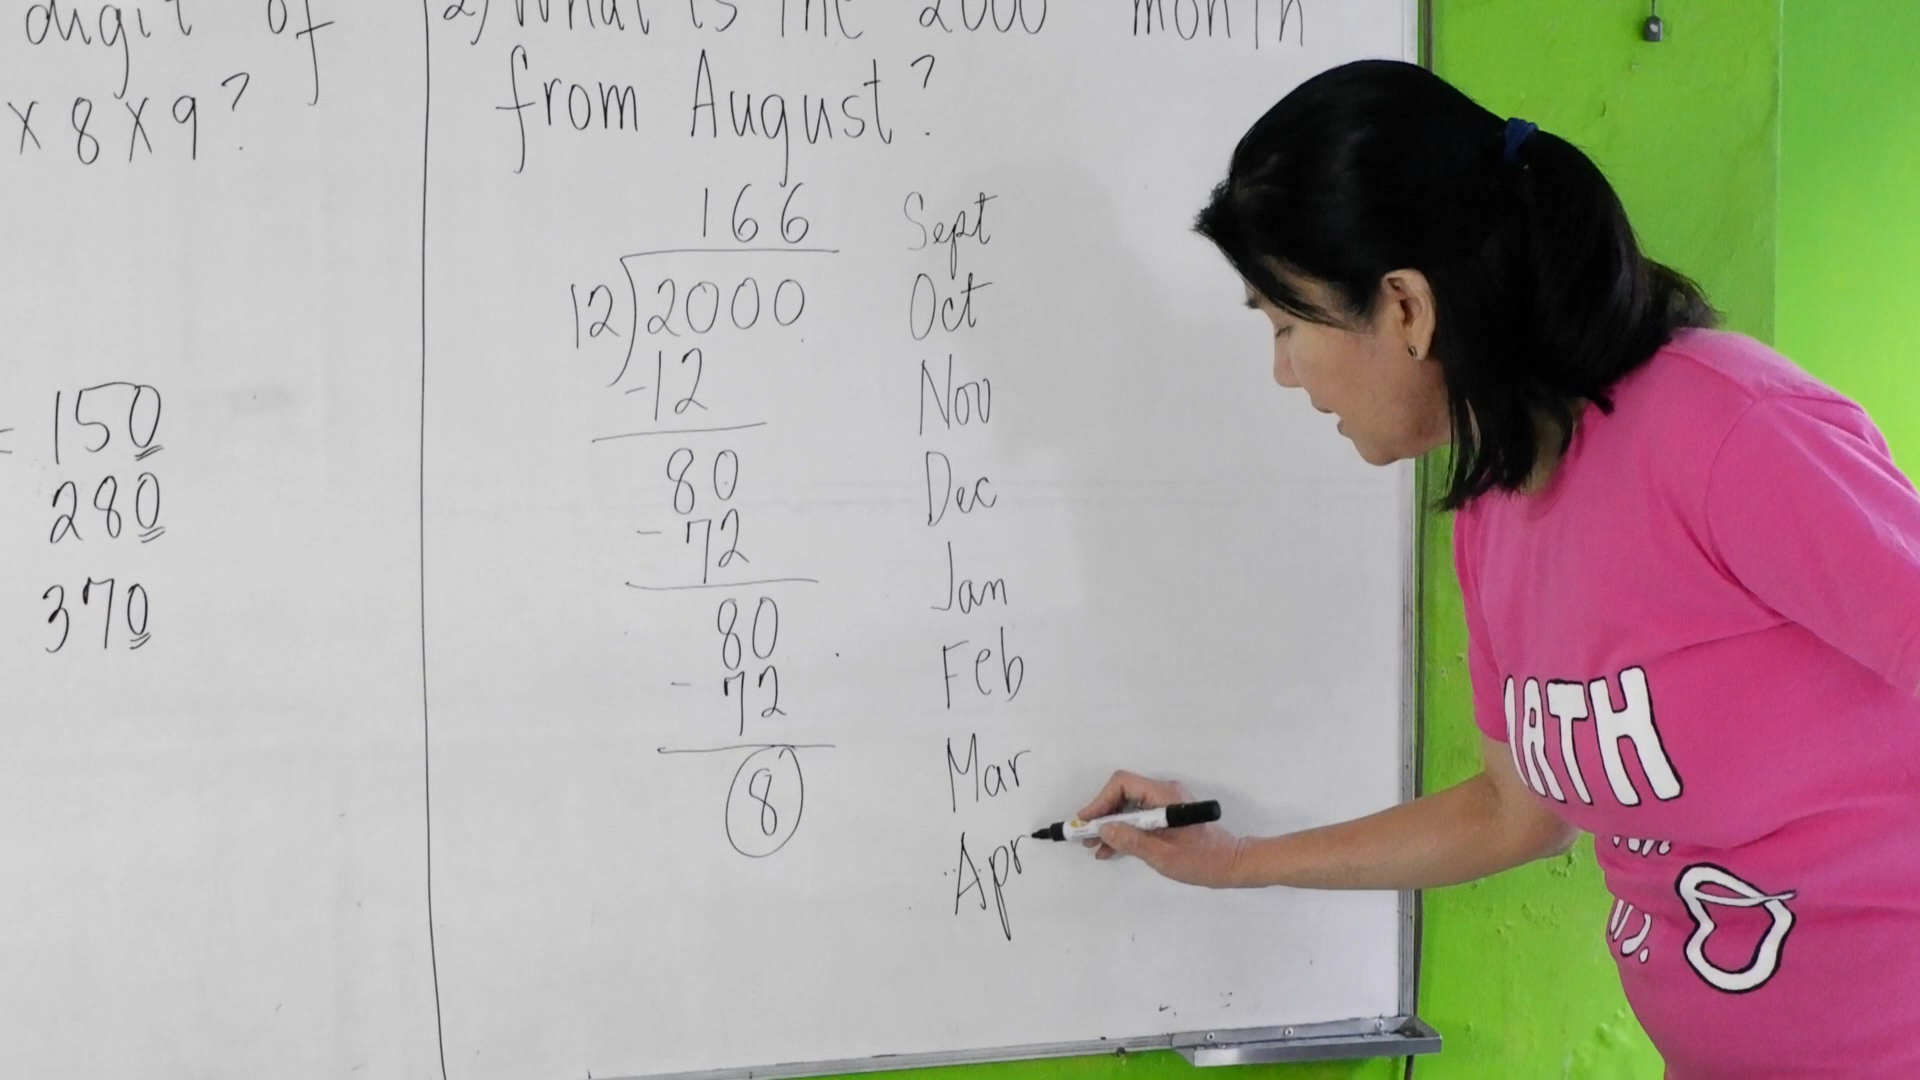 digit of
x 8 x 9?
= 150
280
370
2) What is the 2000 month
from August?
166
12)2000
-12
80
-72
80
-72
8
Sept
Oct
Nov
Dec
Jan
Feb
Mar
Apr
MATH